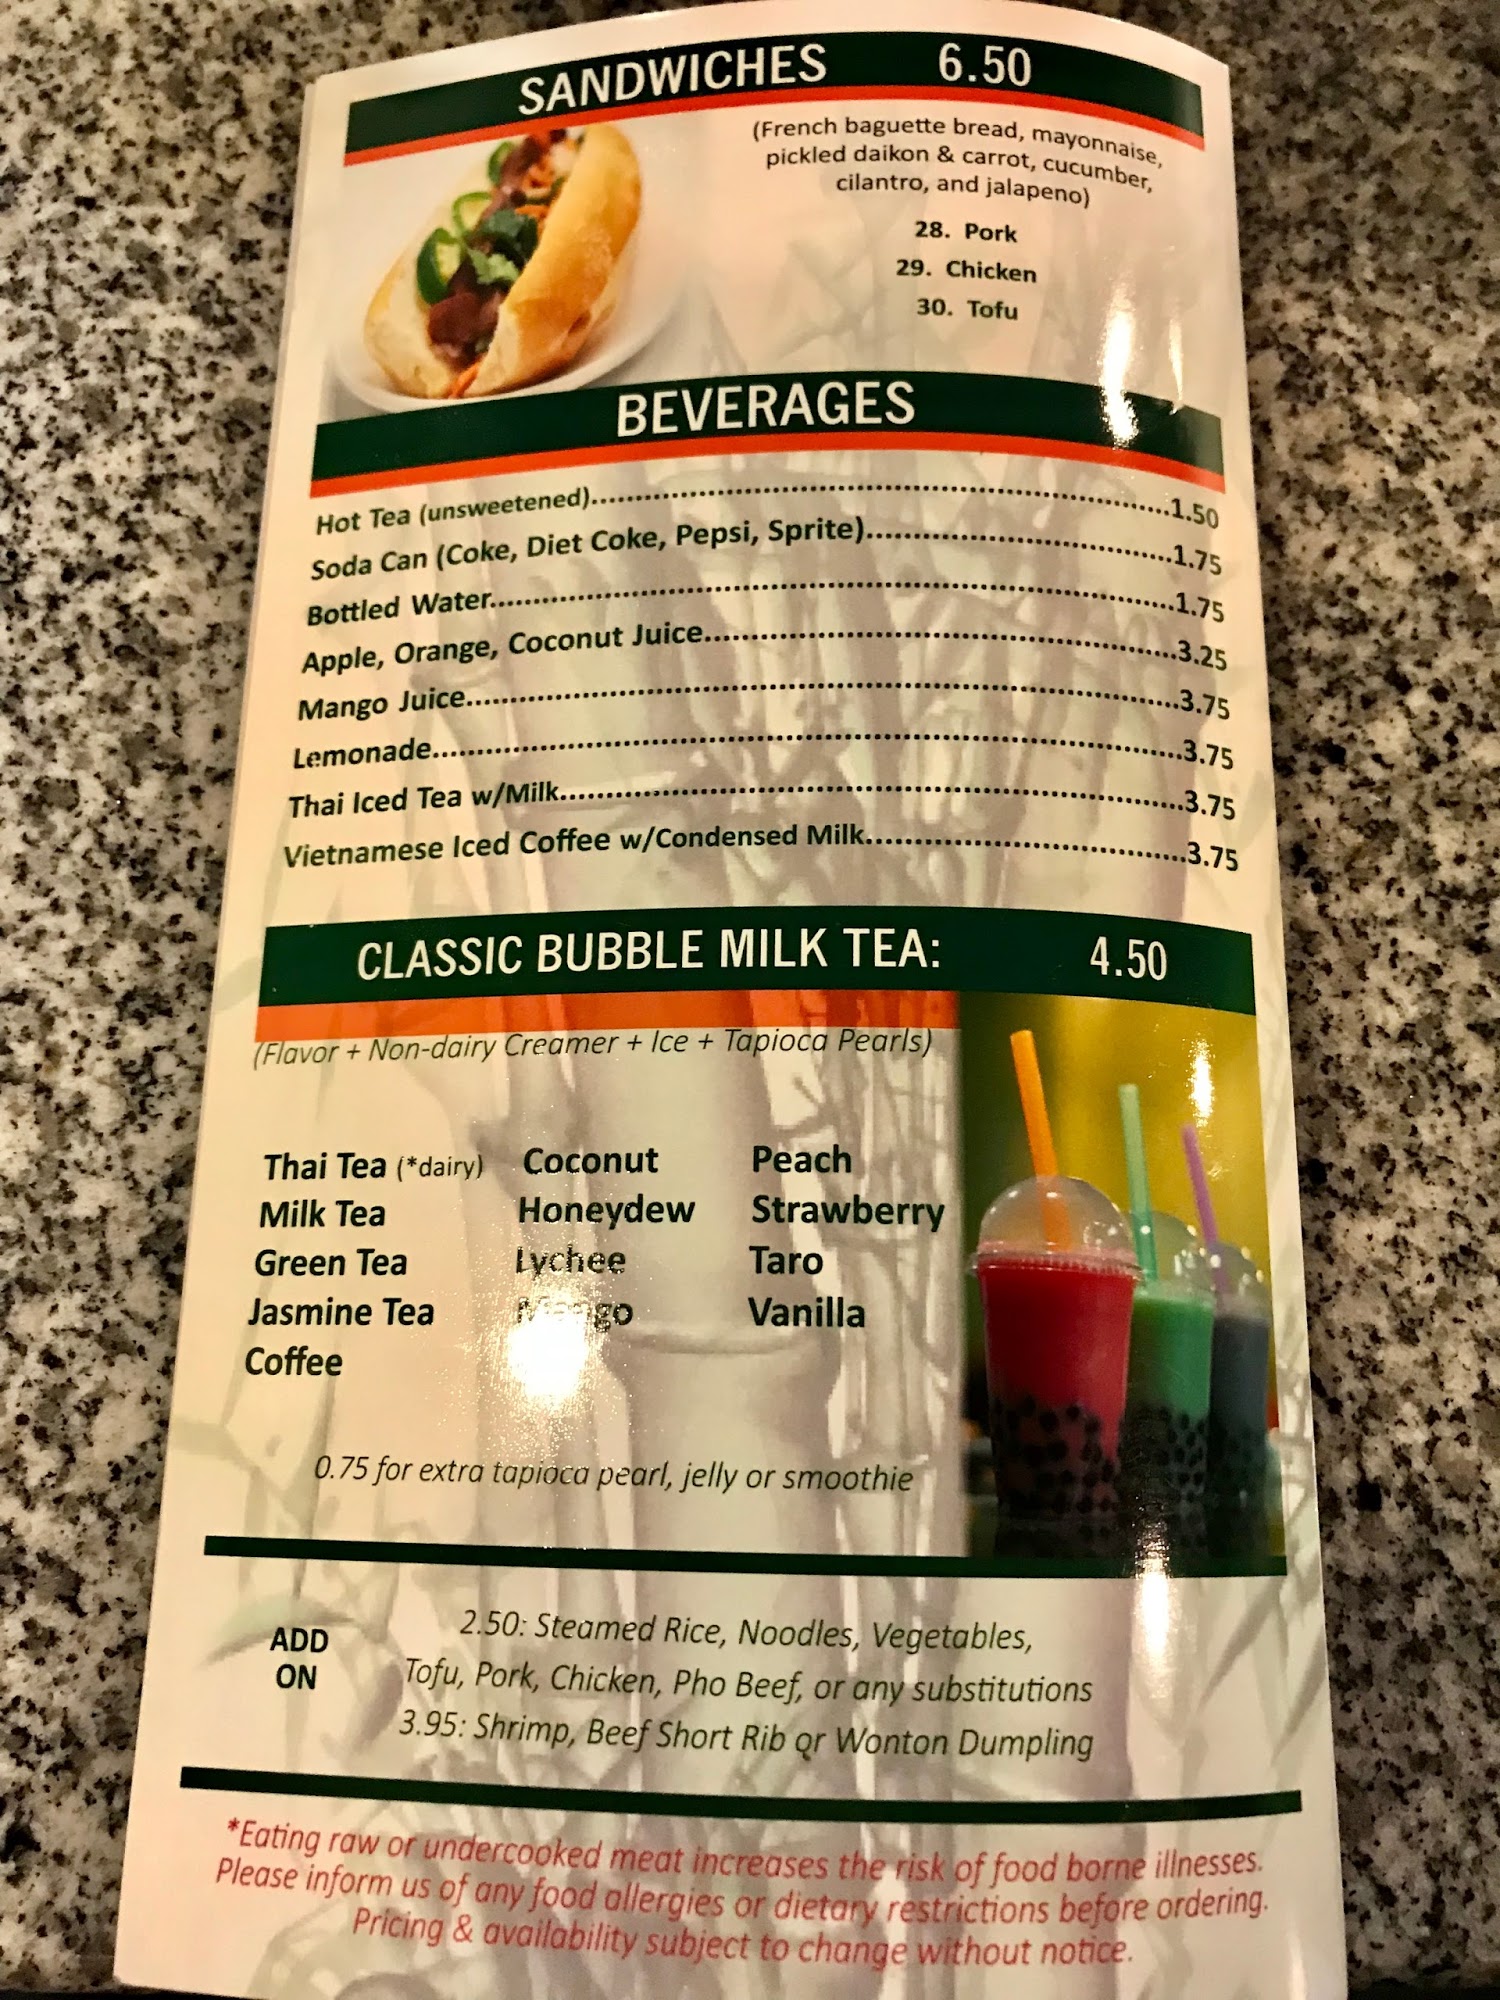 SANDWICHES 6.50
(French baguette bread, mayonnaise,
pickled daikon & carrot, cucumber,
cilantro, and jalapeno)
28. Pork
29. Chicken
30. Tofu
BEVERAGES
Hot Tea (unsweetened)..........1.50
Soda Can (Coke, Diet Coke, Pepsi, Sprite)..........1.75
Bottled Water..........1.75
Apple, Orange, Coconut Juice..........3.25
Mango Juice..........3.75
Lemonade..........3.75
Thai Iced Tea w/Milk..........3.75
Vietnamese Iced Coffee w/Condensed Milk..........3.75
CLASSIC BUBBLE MILK TEA: 4.50
(Flavor + Non-dairy Creamer + Ice + Tapioca Pearls)
Thai Tea (*dairy) Coconut Peach
Milk Tea Honeydew Strawberry
Green Tea Lychee Taro
Jasmine Tea Mango Vanilla
Coffee
0.75 for extra tapioca pearl, jelly or smoothie
ADD ON
2.50: Steamed Rice, Noodles, Vegetables,
Tofu, Pork, Chicken, Pho Beef, or any substitutions
3.95: Shrimp, Beef Short Rib or Wonton Dumpling
*Eating raw or undercooked meat increases the risk of food borne illnesses.
Please inform us of any food allergies or dietary restrictions before ordering.
Pricing & availability subject to change without notice.